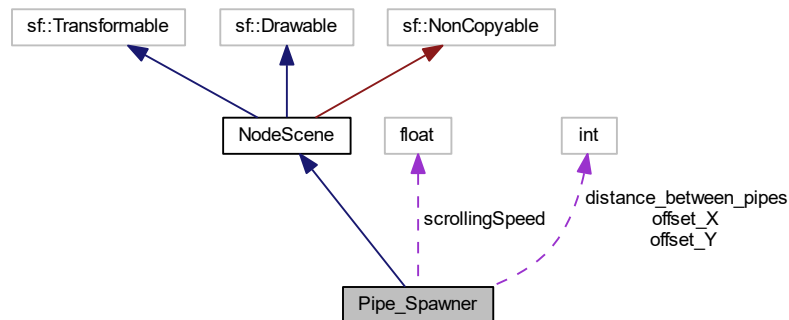 sf::Transformable
sf::Drawable
sf::NonCopyable
NodeScene
float
int
scrollingSpeed
distance_between_pipes
offset_X
offset_Y
Pipe_Spawner